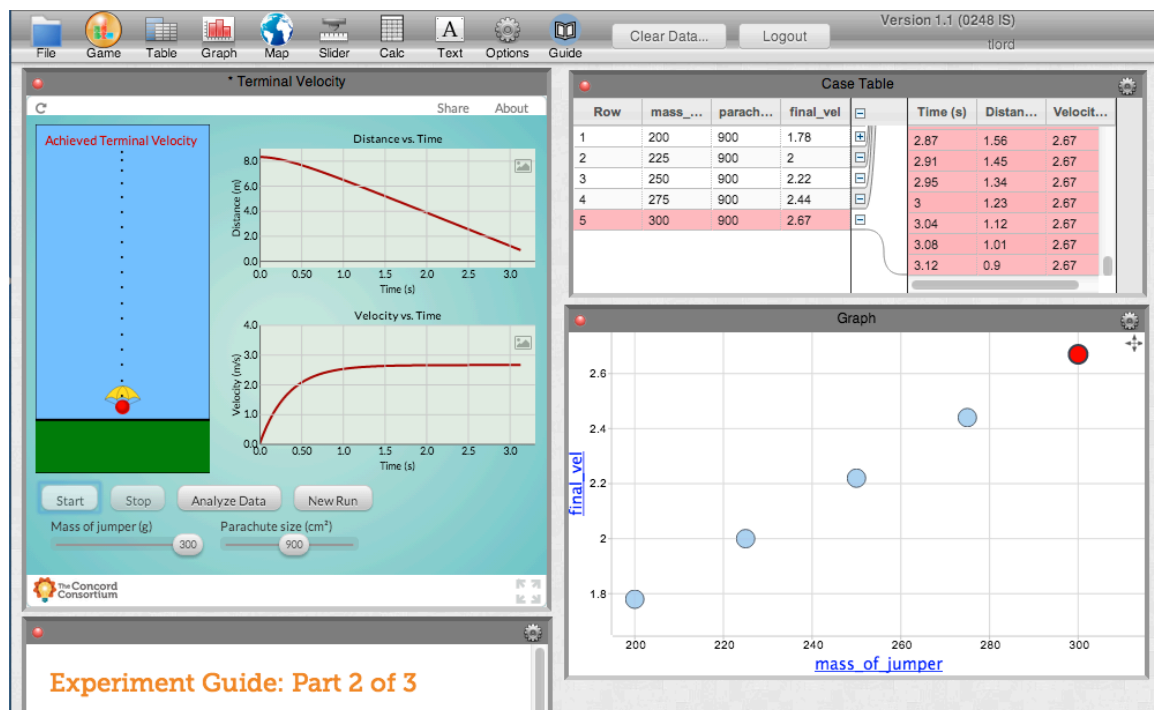 Version 1.1 (0248 IS)
File Game Table Graph Map Slider Calc Text Options Guide
Clear Data... Logout
tlord
* Terminal Velocity
Share About
Achieved Terminal Velocity
Distance vs. Time
8.0
6.0
4.0
2.0
0.0
Distance (m)
0.0 0.50 1.0 1.5 2.0 2.5 3.0
Time (s)
Velocity vs. Time
4.0
3.0
2.0
1.0
0.0
Velocity (m/s)
0.0 0.50 1.0 1.5 2.0 2.5 3.0
Time (s)
Start Stop Analyze Data New Run
Mass of jumper (g) Parachute size (cm²)
300 900
The Concord
Consortium
Experiment Guide: Part 2 of 3
Case Table
Row mass_... parach... final_vel
1 200 900 1.78
2 225 900 2
3 250 900 2.22
4 275 900 2.44
5 300 900 2.67
Time (s) Distan... Velocit...
2.87 1.56 2.67
2.91 1.45 2.67
2.95 1.34 2.67
3 1.23 2.67
3.04 1.12 2.67
3.08 1.01 2.67
3.12 0.9 2.67
Graph
2.6
2.4
2.2
2
1.8
final_vel
200 220 240 260 280 300
mass_of_jumper